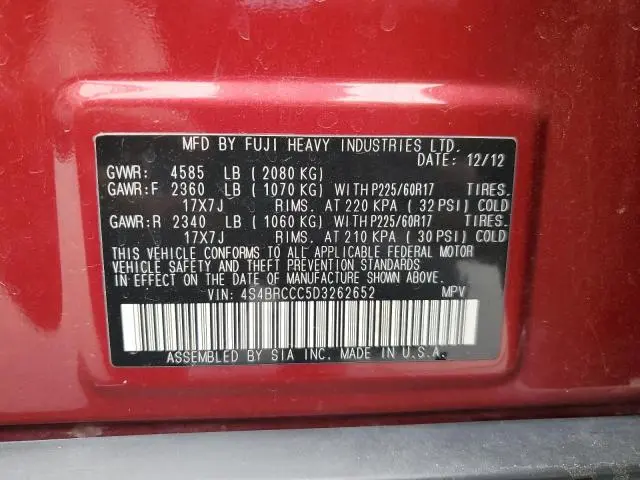 MFD BY FUJI HEAVY INDUSTRIES LTD.
DATE: 12/12
GVWR: 4585 LB ( 2080 KG)
GAWR:F 2360 LB ( 1070 KG) WITH P225/60R17 TIRES.
17X7J RIMS. AT 220 KPA ( 32 PSI) COLD
GAWR:R 2340 LB ( 1060 KG) WITH P225/60R17 TIRES.
17X7J RIMS. AT 210 KPA ( 30 PSI) COLD
THIS VEHICLE CONFORMS TO ALL APPLICABLE FEDERAL MOTOR
VEHICLE SAFETY AND THEFT PREVENTION STANDARDS
IN EFFECT ON THE DATE OF MANUFACTURE SHOWN ABOVE.
VIN: 4S4BRCCC5D3262652 MPV
ASSEMBLED BY SIA INC. MADE IN U.S.A.